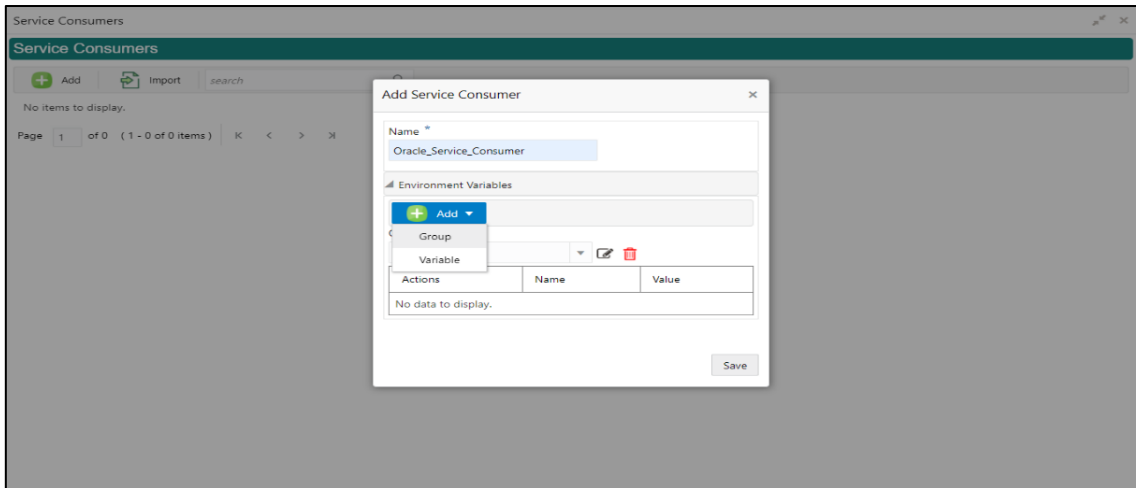 Service Consumers
Service Consumers
Add Import search
No items to display.
Page 1 of 0 ( 1 - 0 of 0 items )
Add Service Consumer
Name *
Oracle_Service_Consumer
Environment Variables
Add
Group
Variable
Actions Name Value
No data to display.
Save